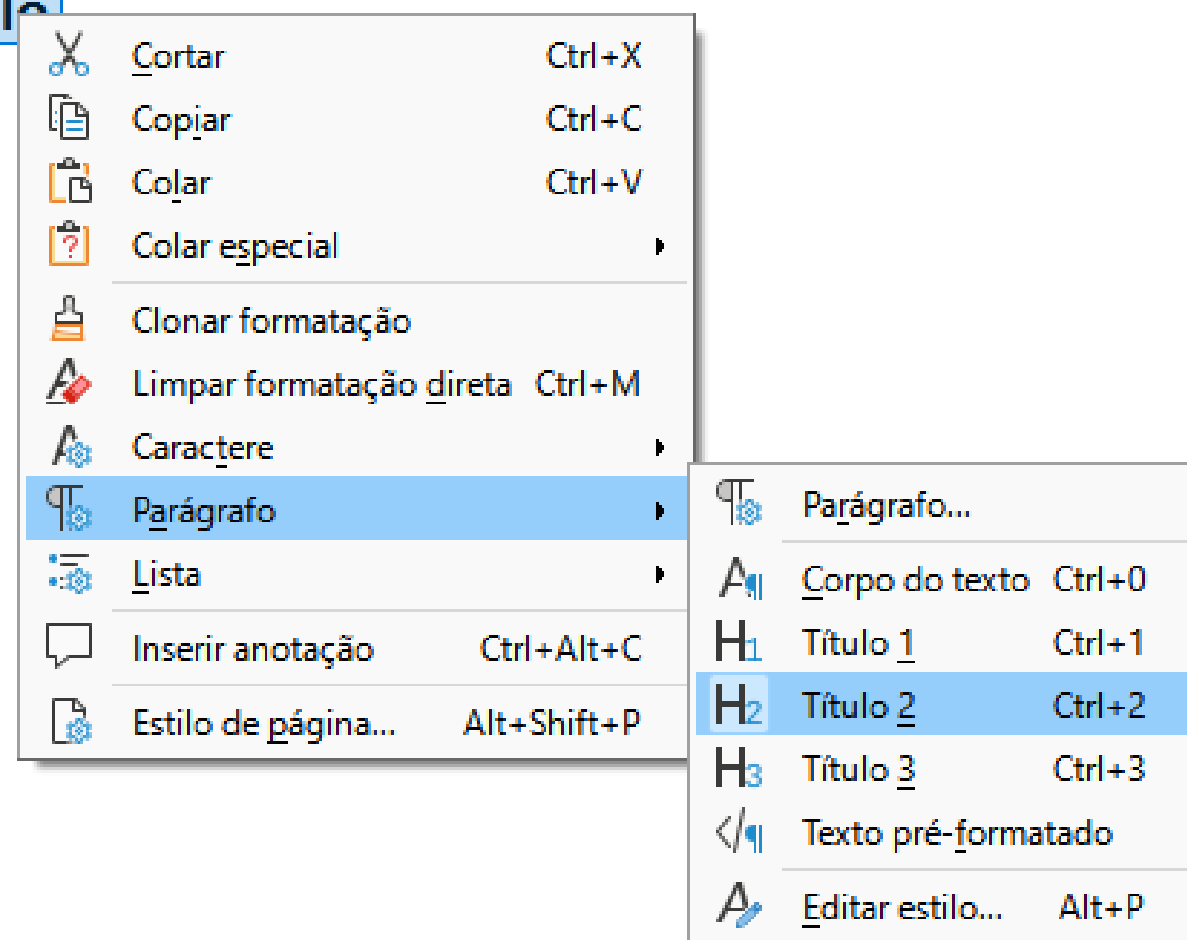 Cortar Ctrl+X
Copiar Ctrl+C
Colar Ctrl+V
Colar especial
Clonar formatação
Limpar formatação direta Ctrl+M
Caractere
Parágrafo
Lista
Inserir anotação Ctrl+Alt+C
Estilo de página... Alt+Shift+P
Parágrafo...
Corpo do texto Ctrl+0
Título 1 Ctrl+1
Título 2 Ctrl+2
Título 3 Ctrl+3
Texto pré-formatado
Editar estilo... Alt+P